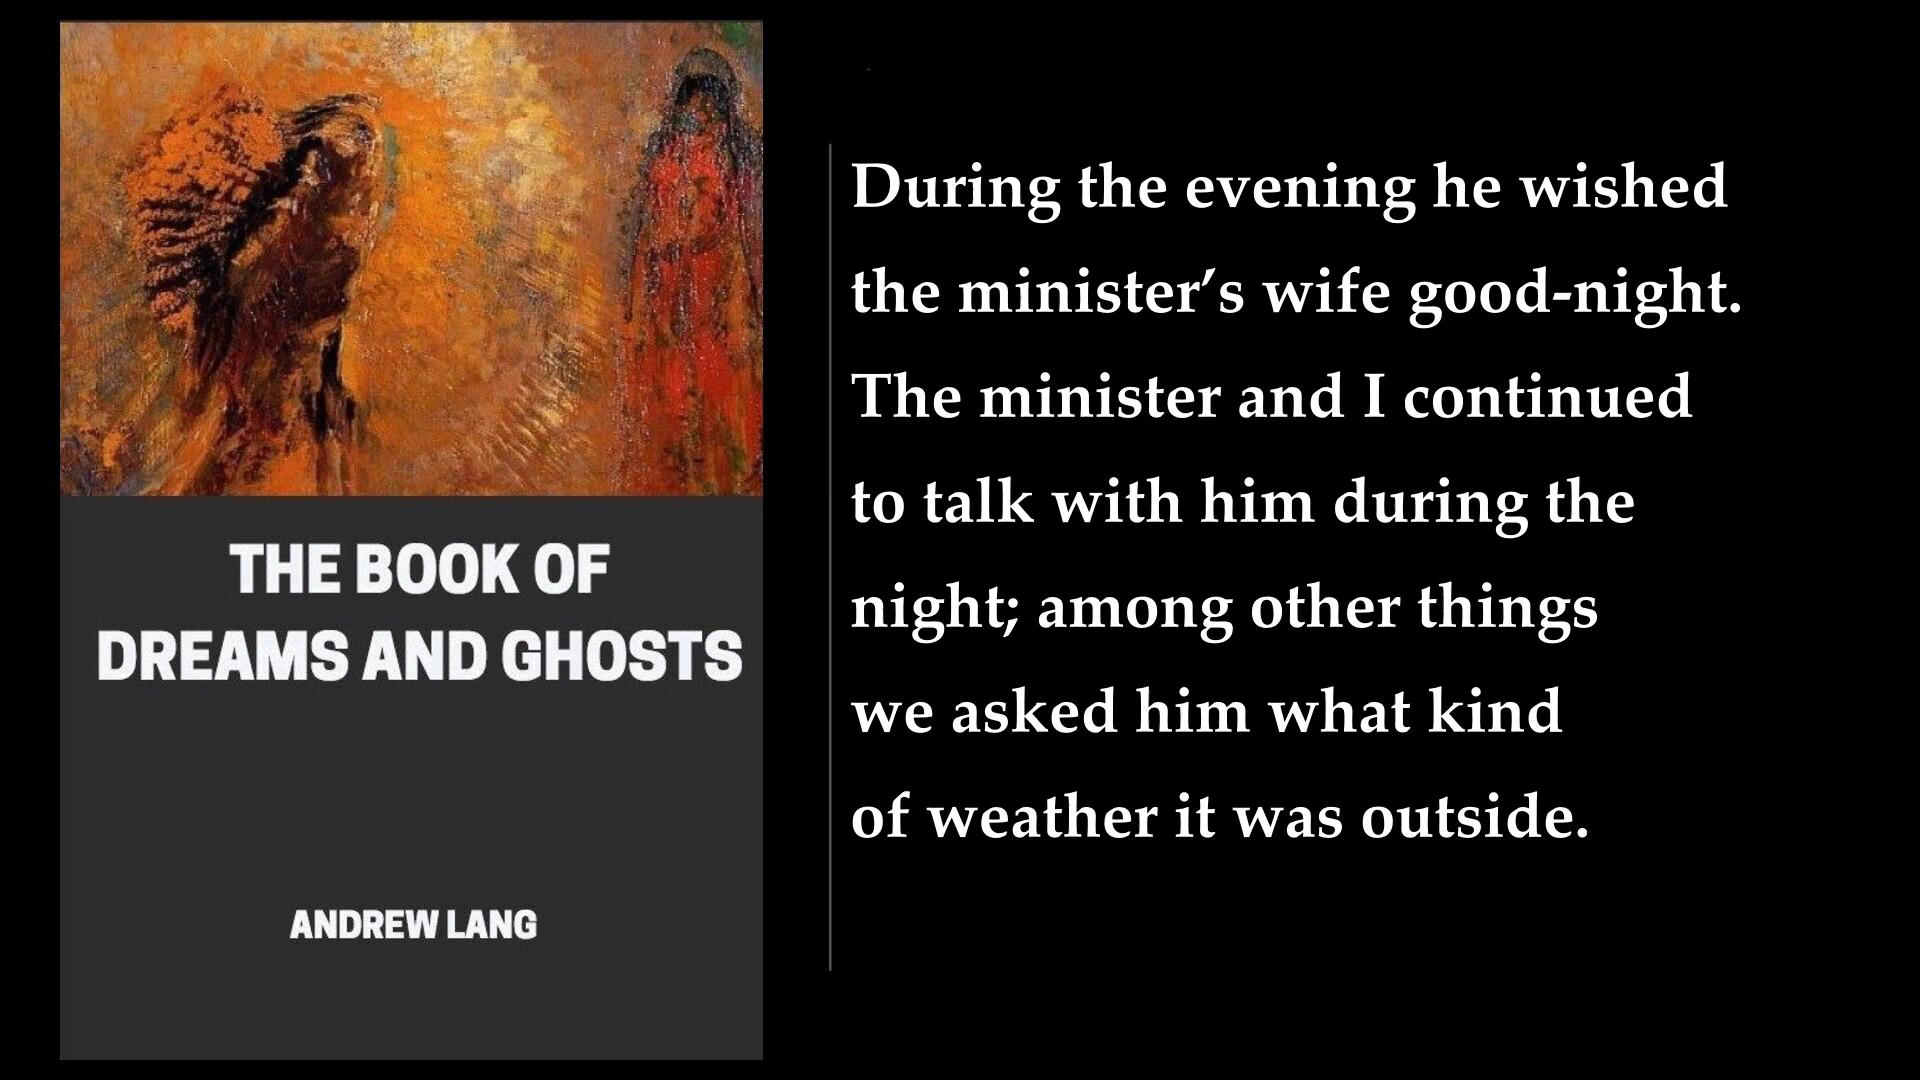 THE BOOK OF
DREAMS AND GHOSTS
ANDREW LANG
During the evening he wished
the minister’s wife good-night.
The minister and I continued
to talk with him during the
night; among other things
we asked him what kind
of weather it was outside.